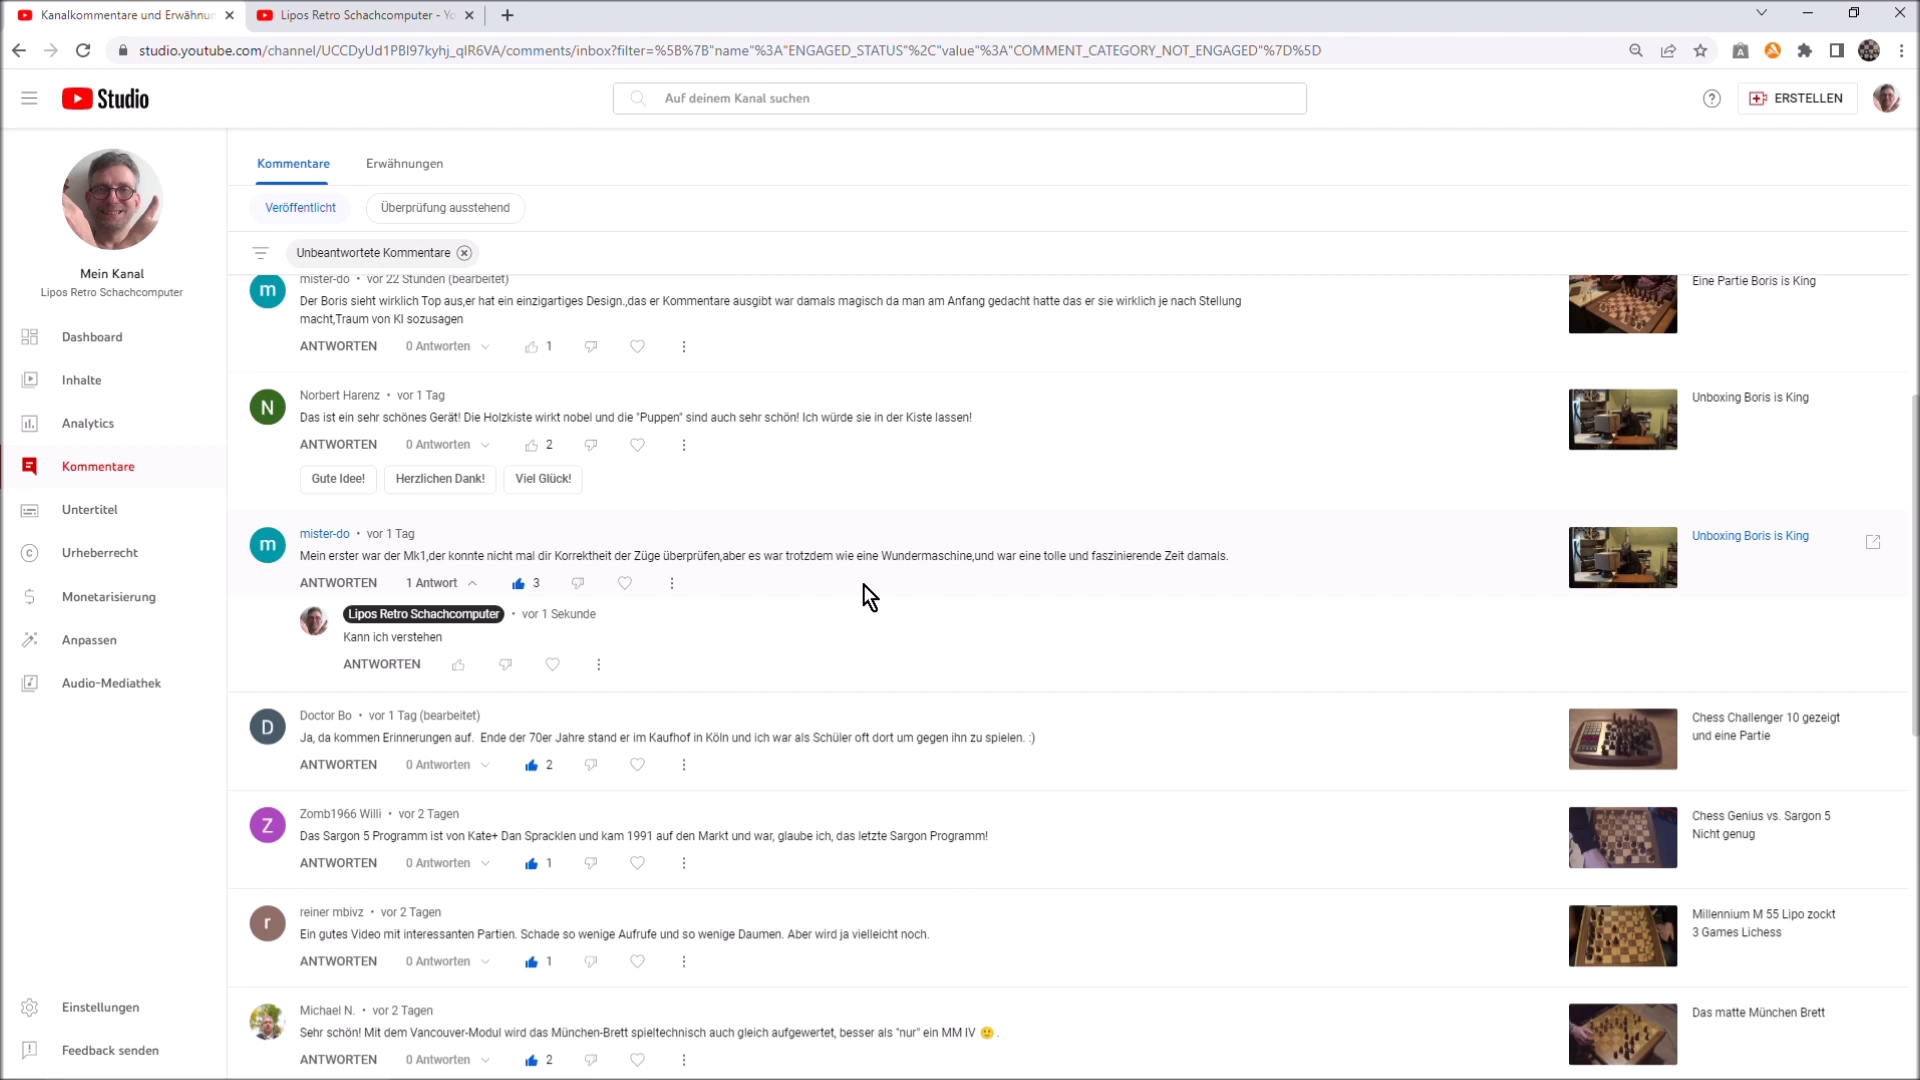 Kanalkommentare und Erwähnun
Lipos Retro Schachcomputer - Yo
studio.youtube.com/channel/UCCDyUd1PBI97kyhj_qIR6VA/comments/inbox?filter=%5B%7B"name"%3A"ENGAGED_STATUS"%2C"value"%3A"COMMENT_CATEGORY_NOT_ENGAGED"%7D%5D
Studio
Auf deinem Kanal suchen
ERSTELLEN
Mein Kanal
Lipos Retro Schachcomputer
Dashboard
Inhalte
Analytics
Kommentare
Untertitel
Urheberrecht
Monetarisierung
Anpassen
Audio-Mediathek
Einstellungen
Feedback senden
Kommentare
Erwähnungen
Veröffentlicht
Überprüfung ausstehend
Unbeantwortete Kommentare
m
mister-do • vor 22 Stunden (bearbeitet)
Der Boris sieht wirklich Top aus,er hat ein einzigartiges Design.,das er Kommentare ausgibt war damals magisch da man am Anfang gedacht hatte das er sie wirklich je nach Stellung
macht,Traum von KI sozusagen
ANTWORTEN 0 Antworten 1
Eine Partie Boris is King
N
Norbert Harenz • vor 1 Tag
Das ist ein sehr schönes Gerät! Die Holzkiste wirkt nobel und die "Puppen" sind auch sehr schön! Ich würde sie in der Kiste lassen!
ANTWORTEN 0 Antworten 2
Gute Idee! Herzlichen Dank! Viel Glück!
Unboxing Boris is King
m
mister-do • vor 1 Tag
Mein erster war der Mk1,der konnte nicht mal dir Korrektheit der Züge überprüfen,aber es war trotzdem wie eine Wundermaschine,und war eine tolle und faszinierende Zeit damals.
ANTWORTEN 1 Antwort 3
Unboxing Boris is King
Lipos Retro Schachcomputer • vor 1 Sekunde
Kann ich verstehen
ANTWORTEN
D
Doctor Bo • vor 1 Tag (bearbeitet)
Ja, da kommen Erinnerungen auf. Ende der 70er Jahre stand er im Kaufhof in Köln und ich war als Schüler oft dort um gegen ihn zu spielen. :)
ANTWORTEN 0 Antworten 2
Chess Challenger 10 gezeigt
und eine Partie
Z
Zomb1966 Willi • vor 2 Tagen
Das Sargon 5 Programm ist von Kate+ Dan Spracklen und kam 1991 auf den Markt und war, glaube ich, das letzte Sargon Programm!
ANTWORTEN 0 Antworten 1
Chess Genius vs. Sargon 5
Nicht genug
r
reiner mbivz • vor 2 Tagen
Ein gutes Video mit interessanten Partien. Schade so wenige Aufrufe und so wenige Daumen. Aber wird ja vielleicht noch.
ANTWORTEN 0 Antworten 1
Millennium M 55 Lipo zockt
3 Games Lichess
Michael N. • vor 2 Tagen
Sehr schön! Mit dem Vancouver-Modul wird das München-Brett spieltechnisch auch gleich aufgewertet, besser als "nur" ein MM IV 🙂 .
ANTWORTEN 0 Antworten 2
Das matte München Brett